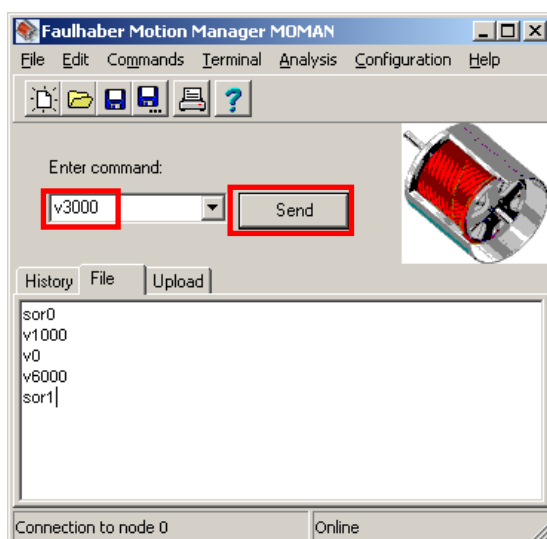 Faulhaber Motion Manager MOMAN
File Edit Commands Terminal Analysis Configuration Help
Enter command:
v3000 Send
History File Upload
sor0
v1000
v0
v6000
sor1
Connection to node 0 Online